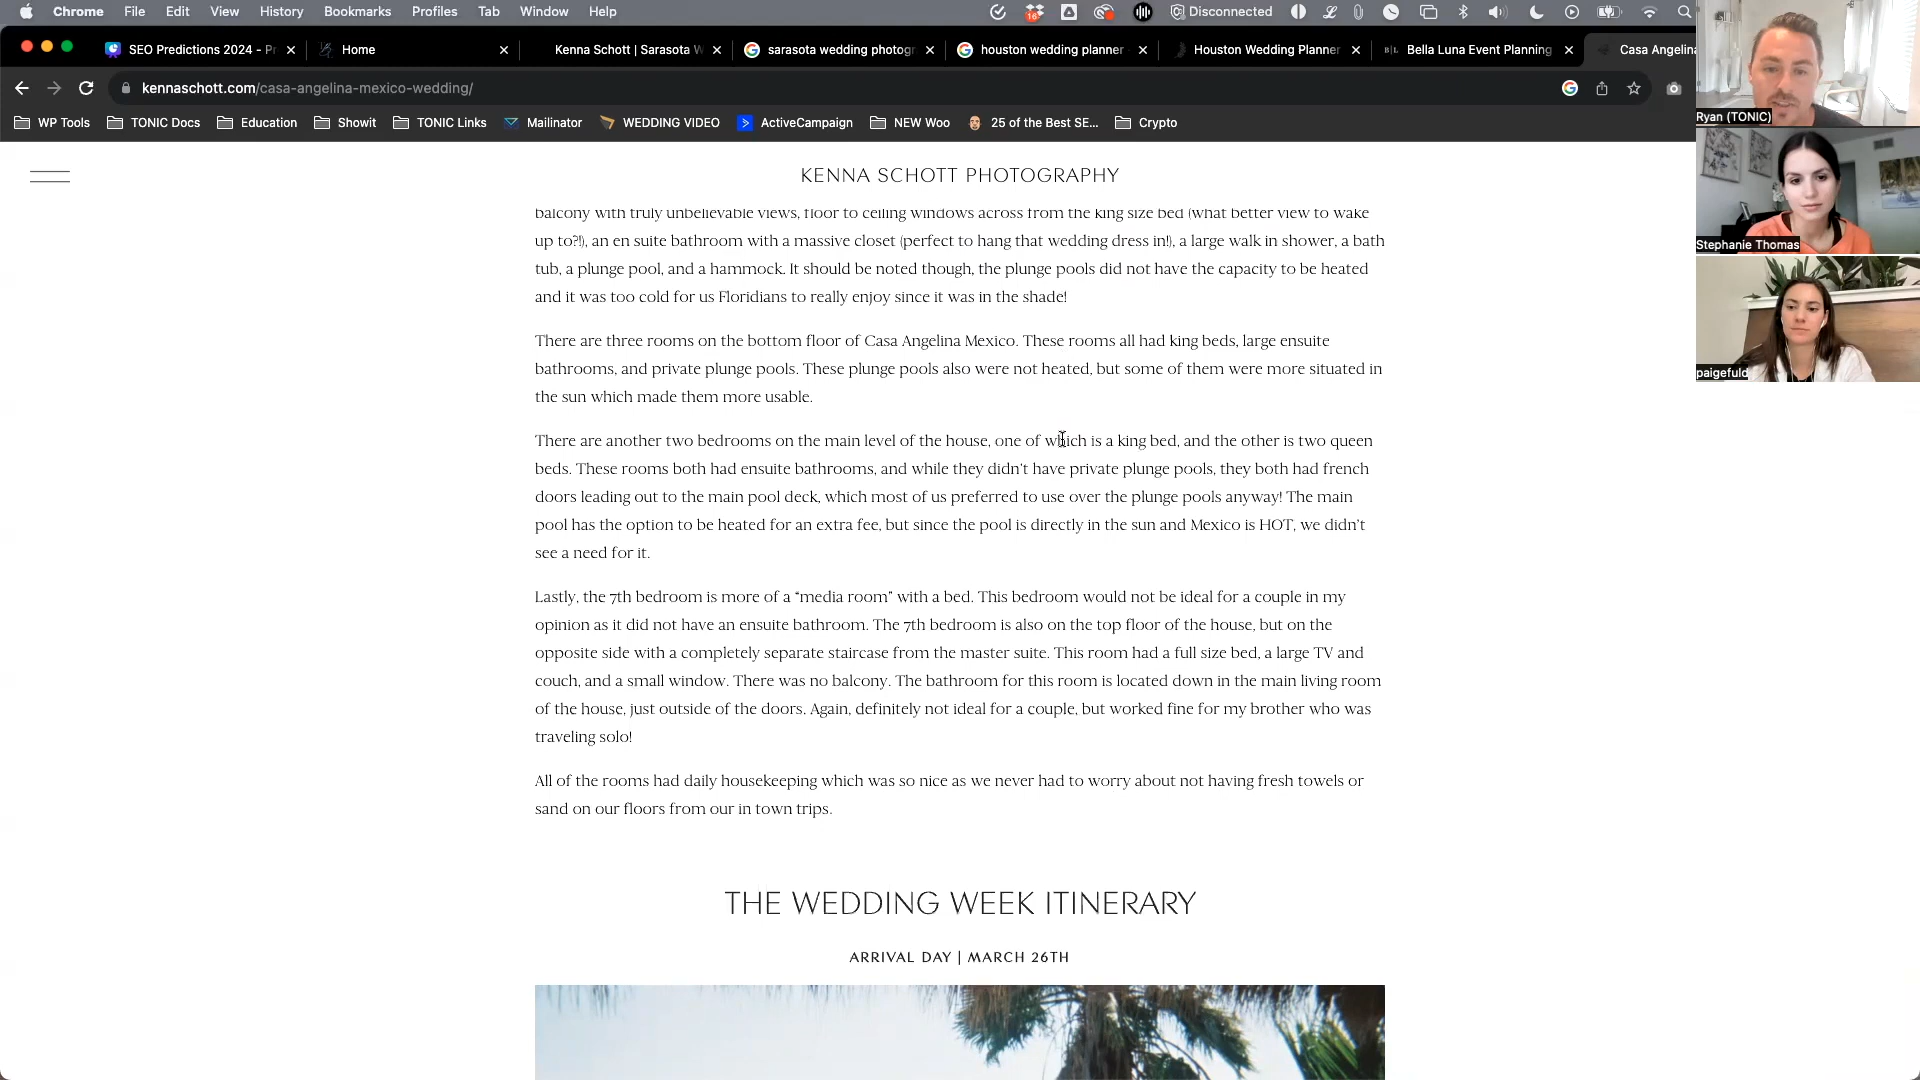 Chrome File Edit View History Bookmarks Profiles Tab Window Help
16 Disconnected
SEO Predictions 2024 - P
Home
Kenna Schott | Sarasota W
sarasota wedding photogr
houston wedding planner
Houston Wedding Planner
Bella Luna Event Planning
Casa Angelina
kennaschott.com/casa-angelina-mexico-wedding/
WP Tools TONIC Docs Education Showit TONIC Links Mailinator WEDDING VIDEO ActiveCampaign NEW Woo 25 of the Best SE... Crypto
Ryan (TONIC)
Stephanie Thomas
paigefuld
KENNA SCHOTT PHOTOGRAPHY
balcony with truly unbelievable views, floor to ceiling windows across from the king size bed (what better view to wake
up to?!), an en suite bathroom with a massive closet (perfect to hang that wedding dress in!), a large walk in shower, a bath
tub, a plunge pool, and a hammock. It should be noted though, the plunge pools did not have the capacity to be heated
and it was too cold for us Floridians to really enjoy since it was in the shade!
There are three rooms on the bottom floor of Casa Angelina Mexico. These rooms all had king beds, large ensuite
bathrooms, and private plunge pools. These plunge pools also were not heated, but some of them were more situated in
the sun which made them more usable.
There are another two bedrooms on the main level of the house, one of which is a king bed, and the other is two queen
beds. These rooms both had ensuite bathrooms, and while they didn't have private plunge pools, they both had french
doors leading out to the main pool deck, which most of us preferred to use over the plunge pools anyway! The main
pool has the option to be heated for an extra fee, but since the pool is directly in the sun and Mexico is HOT, we didn't
see a need for it.
Lastly, the 7th bedroom is more of a “media room” with a bed. This bedroom would not be ideal for a couple in my
opinion as it did not have an ensuite bathroom. The 7th bedroom is also on the top floor of the house, but on the
opposite side with a completely separate staircase from the master suite. This room had a full size bed, a large TV and
couch, and a small window. There was no balcony. The bathroom for this room is located down in the main living room
of the house, just outside of the doors. Again, definitely not ideal for a couple, but worked fine for my brother who was
traveling solo!
All of the rooms had daily housekeeping which was so nice as we never had to worry about not having fresh towels or
sand on our floors from our in town trips.
THE WEDDING WEEK ITINERARY
ARRIVAL DAY | MARCH 26TH